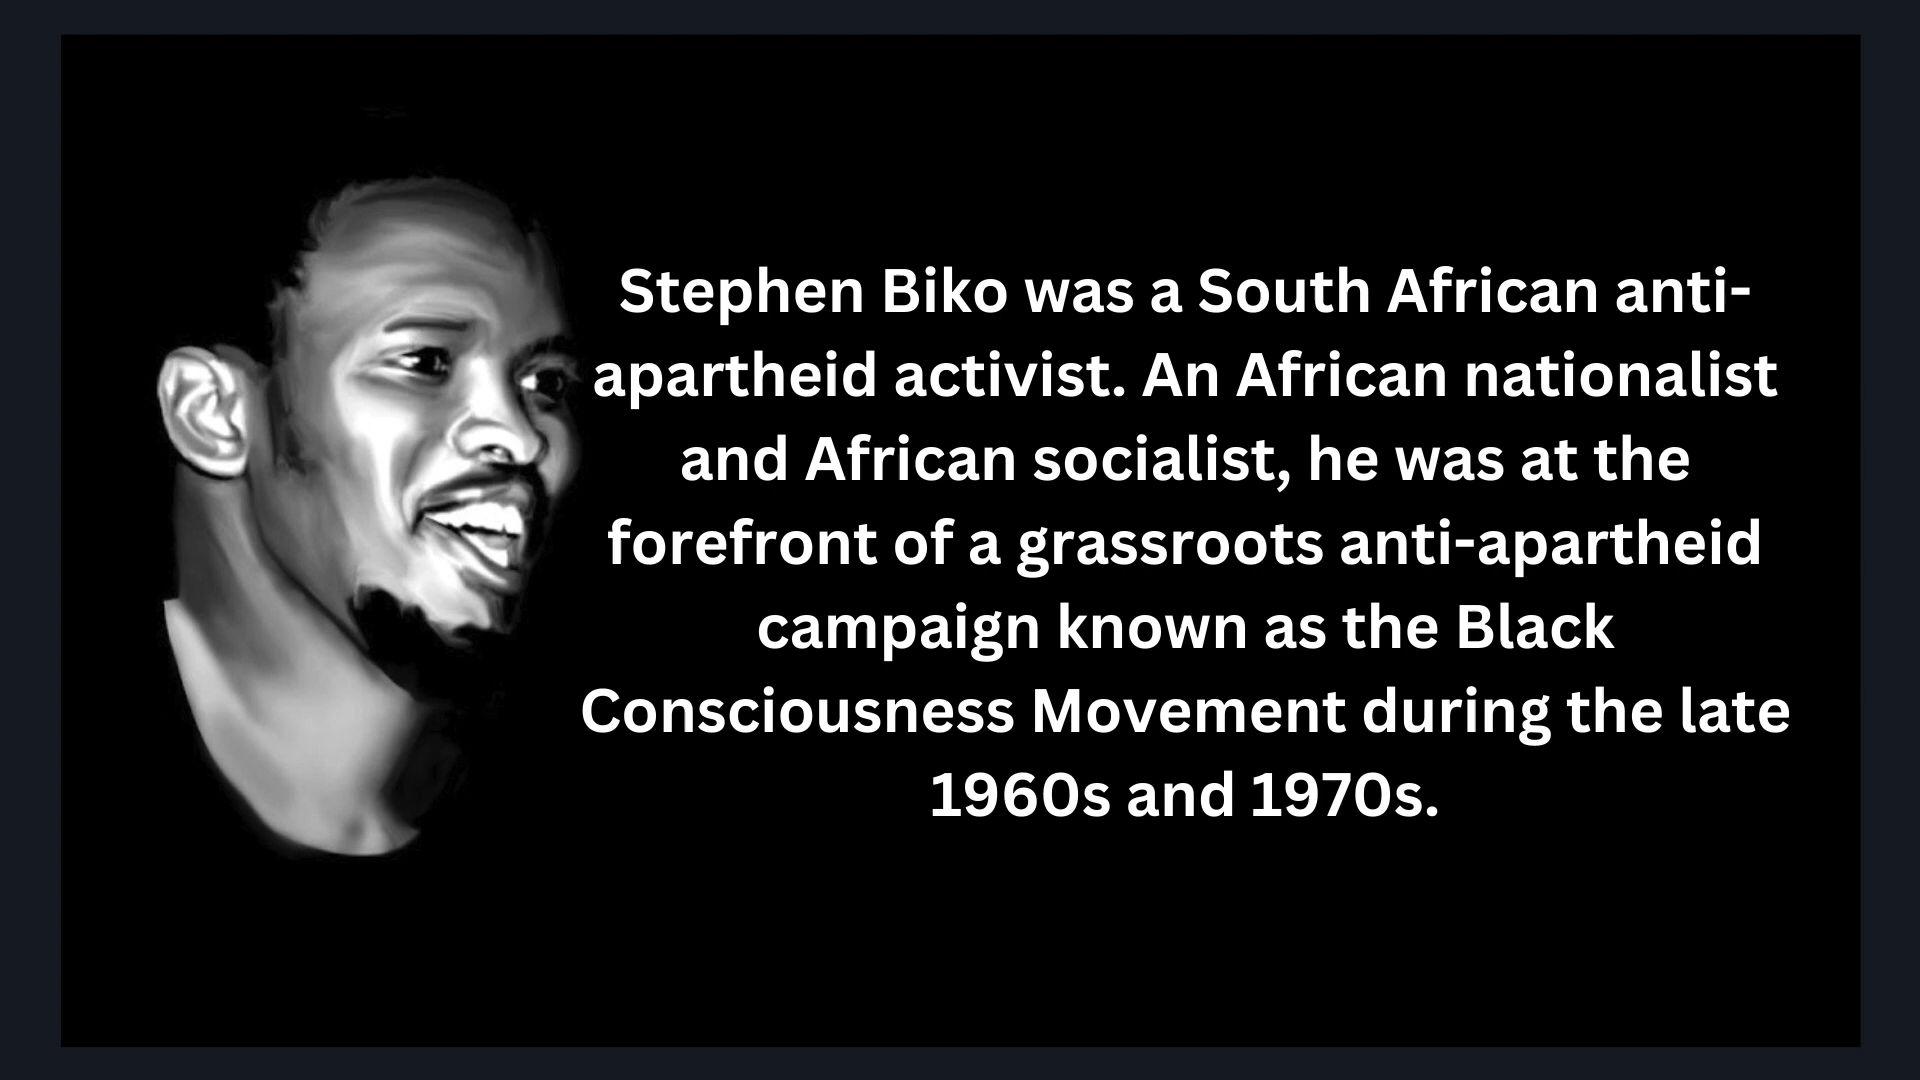 Stephen Biko was a South African anti-
apartheid activist. An African nationalist
and African socialist, he was at the
forefront of a grassroots anti-apartheid
campaign known as the Black
Consciousness Movement during the late
1960s and 1970s.